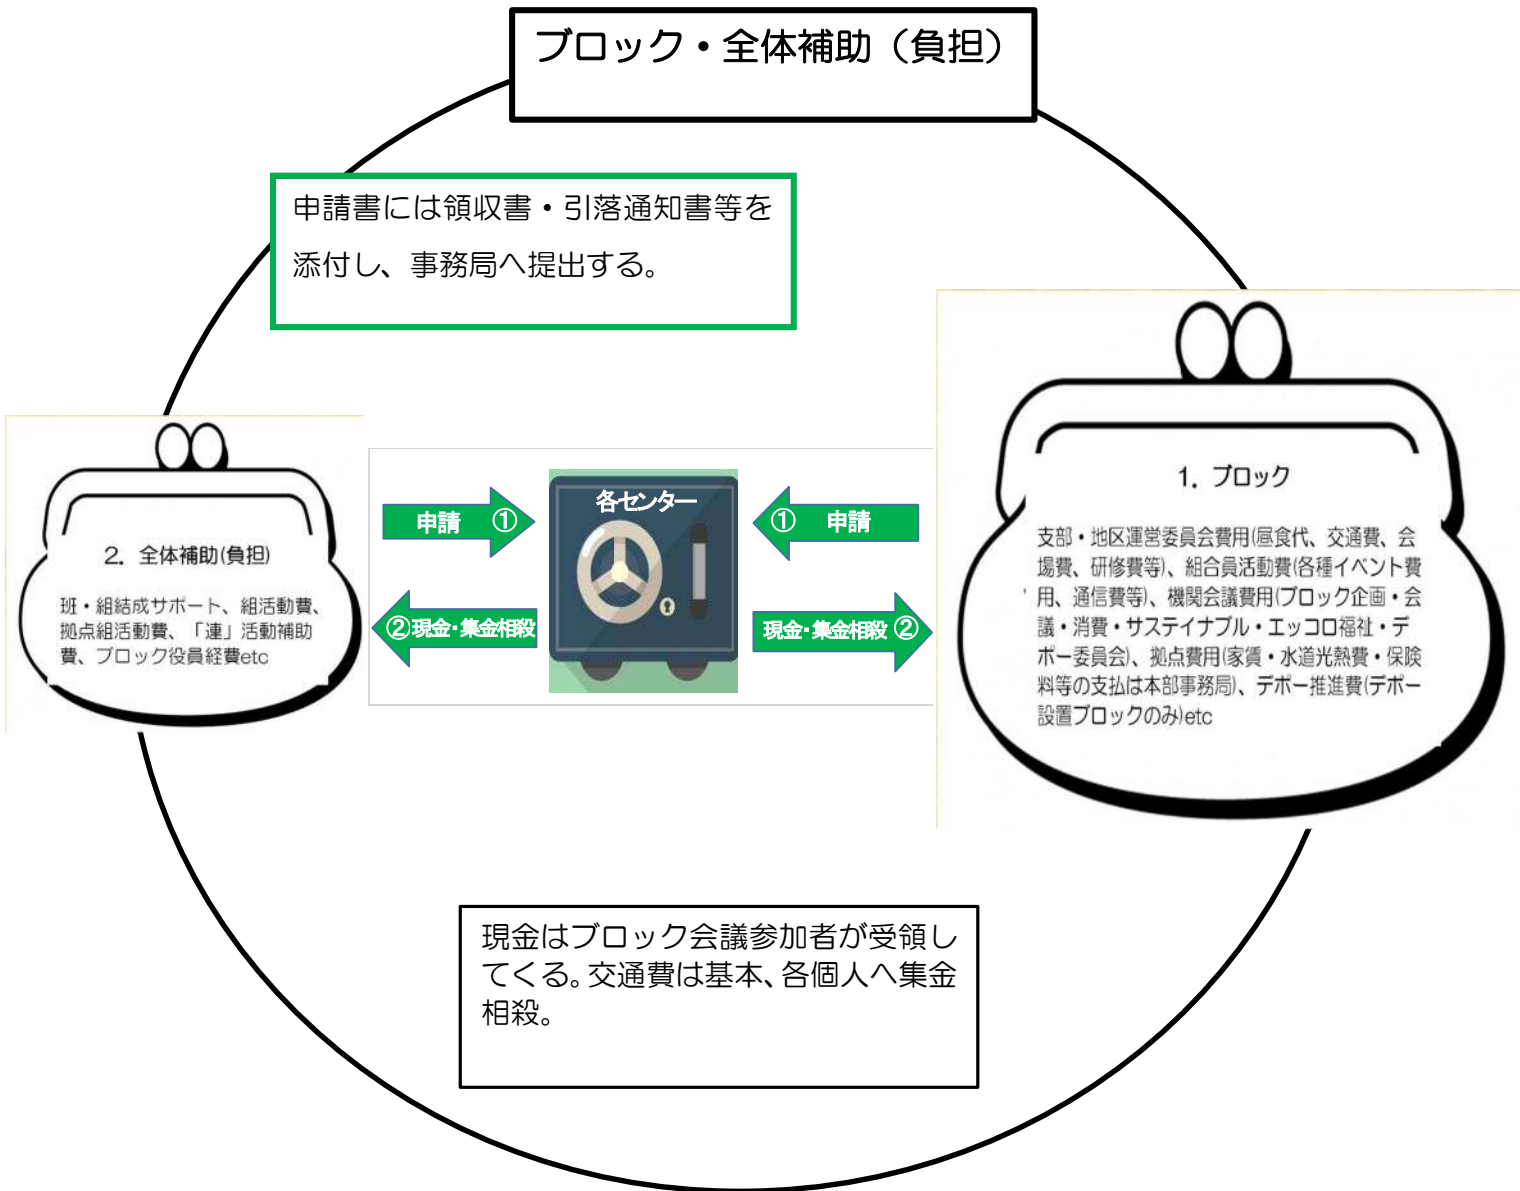 ブロック・全体補助（負担）
申請書には領収書・引落通知書等を
添付し、事務局へ提出する。
1．ブロック
支部・地区運営委員会費用(昼食代、交通費、会
場費、研修費等)、組合員活動費(各種イベント費
用、通信費等)、機関会議費用(ブロック企画・会
議・消費・サステイナブル・エッコロ福祉・デ
ポー委員会)、拠点費用(家賃・水道光熱費・保険
料等の支払は本部事務局)、デポー推進費(デポー
設置ブロックのみ)etc
各センター
申請 ①
① 申請
②現金・集金相殺
現金・集金相殺②
2．全体補助(負担)
班・組結成サポート、組活動費、
拠点組活動費、「連」活動補助
費、ブロック役員経費etc
現金はブロック会議参加者が受領し
てくる。交通費は基本、各個人へ集金
相殺。